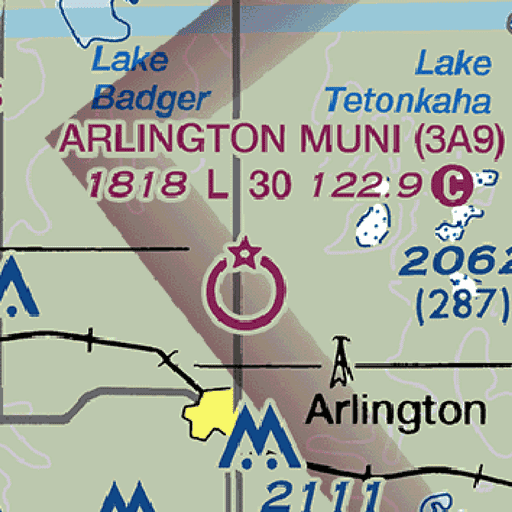 Lake
Badger
Lake
Tetonkaha
ARLINGTON MUNI (3A9)
1818 L 30 122.9 C
2062
(287)
Arlington
2111